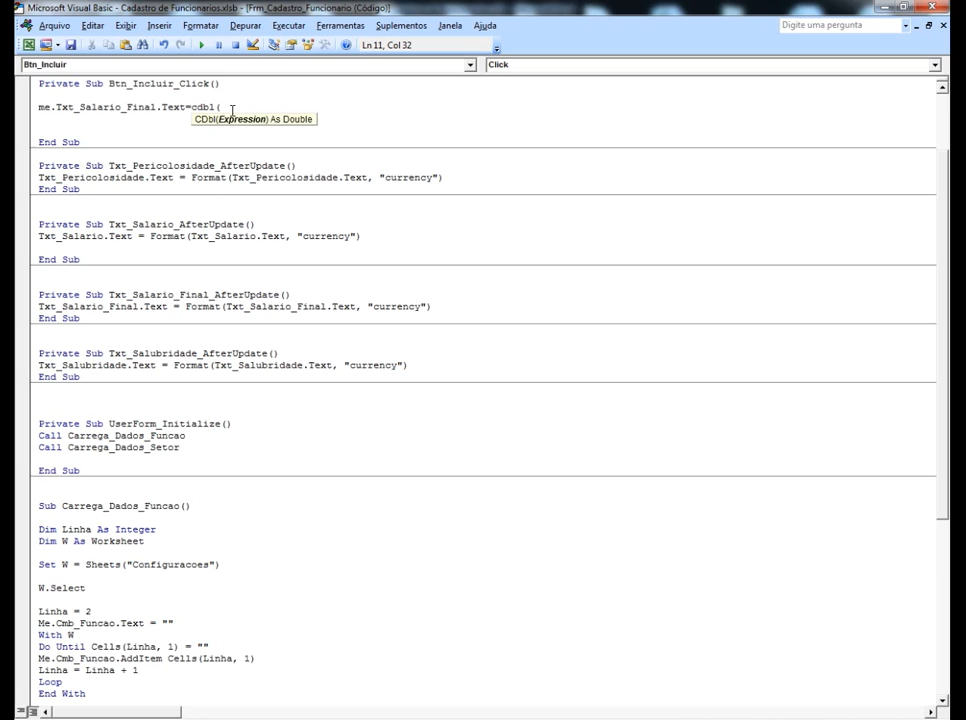 Microsoft Visual Basic - Cadastro de Funcionarios.xlsb - [Frm_Cadastro_Funcionario (Código)]
Arquivo Editar Exibir Inserir Formatar Depurar Executar Ferramentas Suplementos Janela Ajuda Digite uma pergunta
Ln 11, Col 32
Btn_Incluir Click
Private Sub Btn_Incluir_Click()
me.Txt_Salario_Final.Text=cdbl(
CDbl(Expression) As Double
End Sub
Private Sub Txt_Pericolosidade_AfterUpdate()
Txt_Pericolosidade.Text = Format(Txt_Pericolosidade.Text, "currency")
End Sub
Private Sub Txt_Salario_AfterUpdate()
Txt_Salario.Text = Format(Txt_Salario.Text, "currency")
End Sub
Private Sub Txt_Salario_Final_AfterUpdate()
Txt_Salario_Final.Text = Format(Txt_Salario_Final.Text, "currency")
End Sub
Private Sub Txt_Salubridade_AfterUpdate()
Txt_Salubridade.Text = Format(Txt_Salubridade.Text, "currency")
End Sub
Private Sub UserForm_Initialize()
Call Carrega_Dados_Funcao
Call Carrega_Dados_Setor
End Sub
Sub Carrega_Dados_Funcao()
Dim Linha As Integer
Dim W As Worksheet
Set W = Sheets("Configuracoes")
W.Select
Linha = 2
Me.Cmb_Funcao.Text = ""
With W
Do Until Cells(Linha, 1) = ""
Me.Cmb_Funcao.AddItem Cells(Linha, 1)
Linha = Linha + 1
Loop
End With